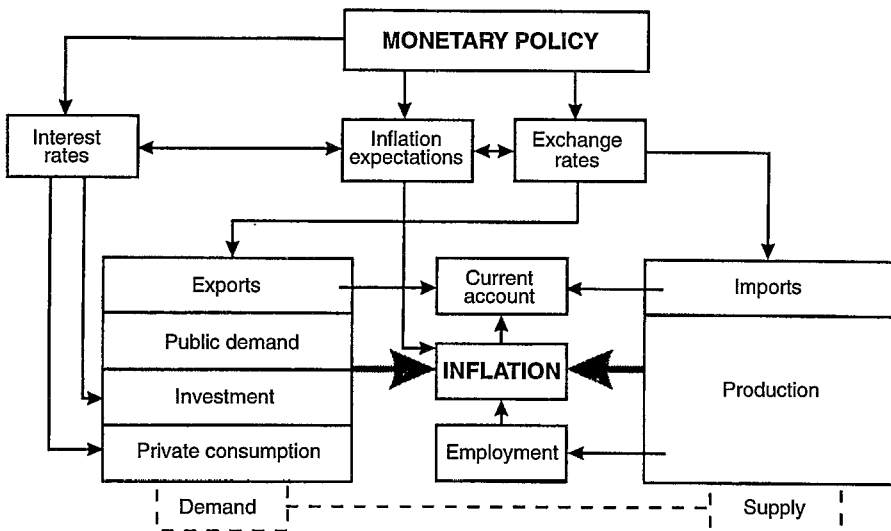 MONETARY POLICY
Interest
rates
Inflation
expectations
Exchange
rates
Exports
Current
account
Imports
Public demand
INFLATION
Investment
Production
Private consumption
Employment
Demand
Supply